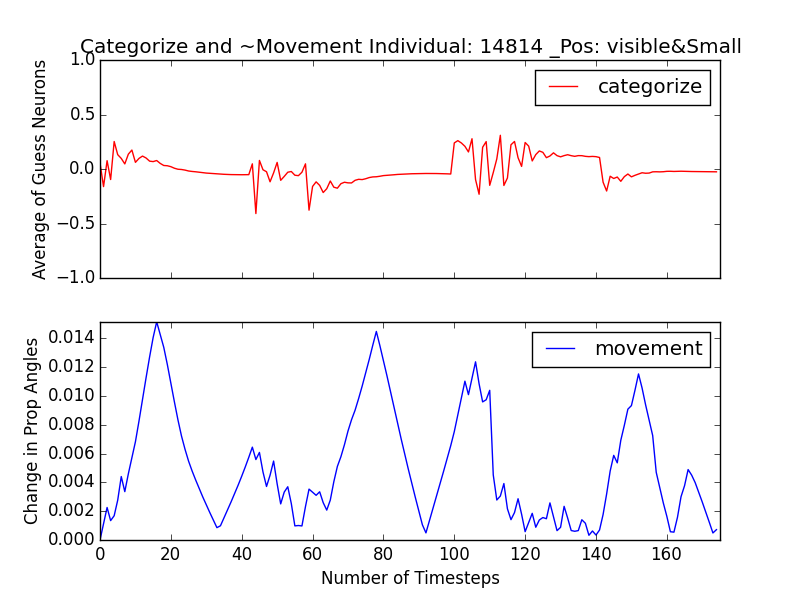 Categorize and ~Movement Individual: 14814 _Pos: visible&Small
1.0
0.5
0.0
−0.5
−1.0
Average of Guess Neurons
categorize
0.014
0.012
0.010
0.008
0.006
0.004
0.002
0.000
Change in Prop Angles
movement
0 20 40 60 80 100 120 140 160
Number of Timesteps